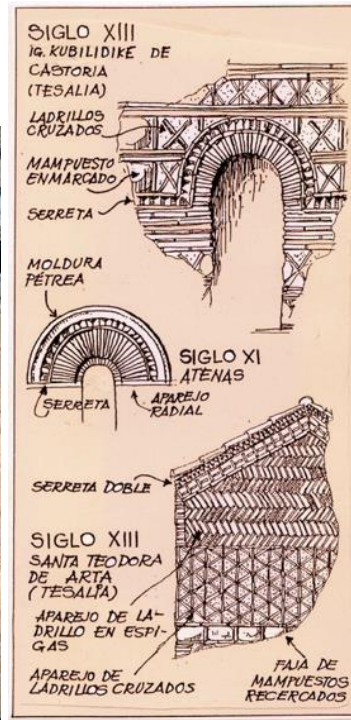 SIGLO XIII
IG. KUBILIDIKE DE
CASTORIA
(TESALIA)
LADRILLOS
CRUZADOS
MAMPUESTO
ENMARCADO
SERRETA
MOLDURA
PÉTREA
SIGLO XI
ATENAS
SERRETA
APAREJO
RADIAL
SERRETA DOBLE
SIGLO XIII
SANTA TEODORA
DE ARTA
(TESALIA)
APAREJO DE LA-
DRILLO EN ESPI-
GAS
APAREJO DE
LADRILLOS CRUZADOS
FAJA DE
MAMPUESTOS
RECERCADOS